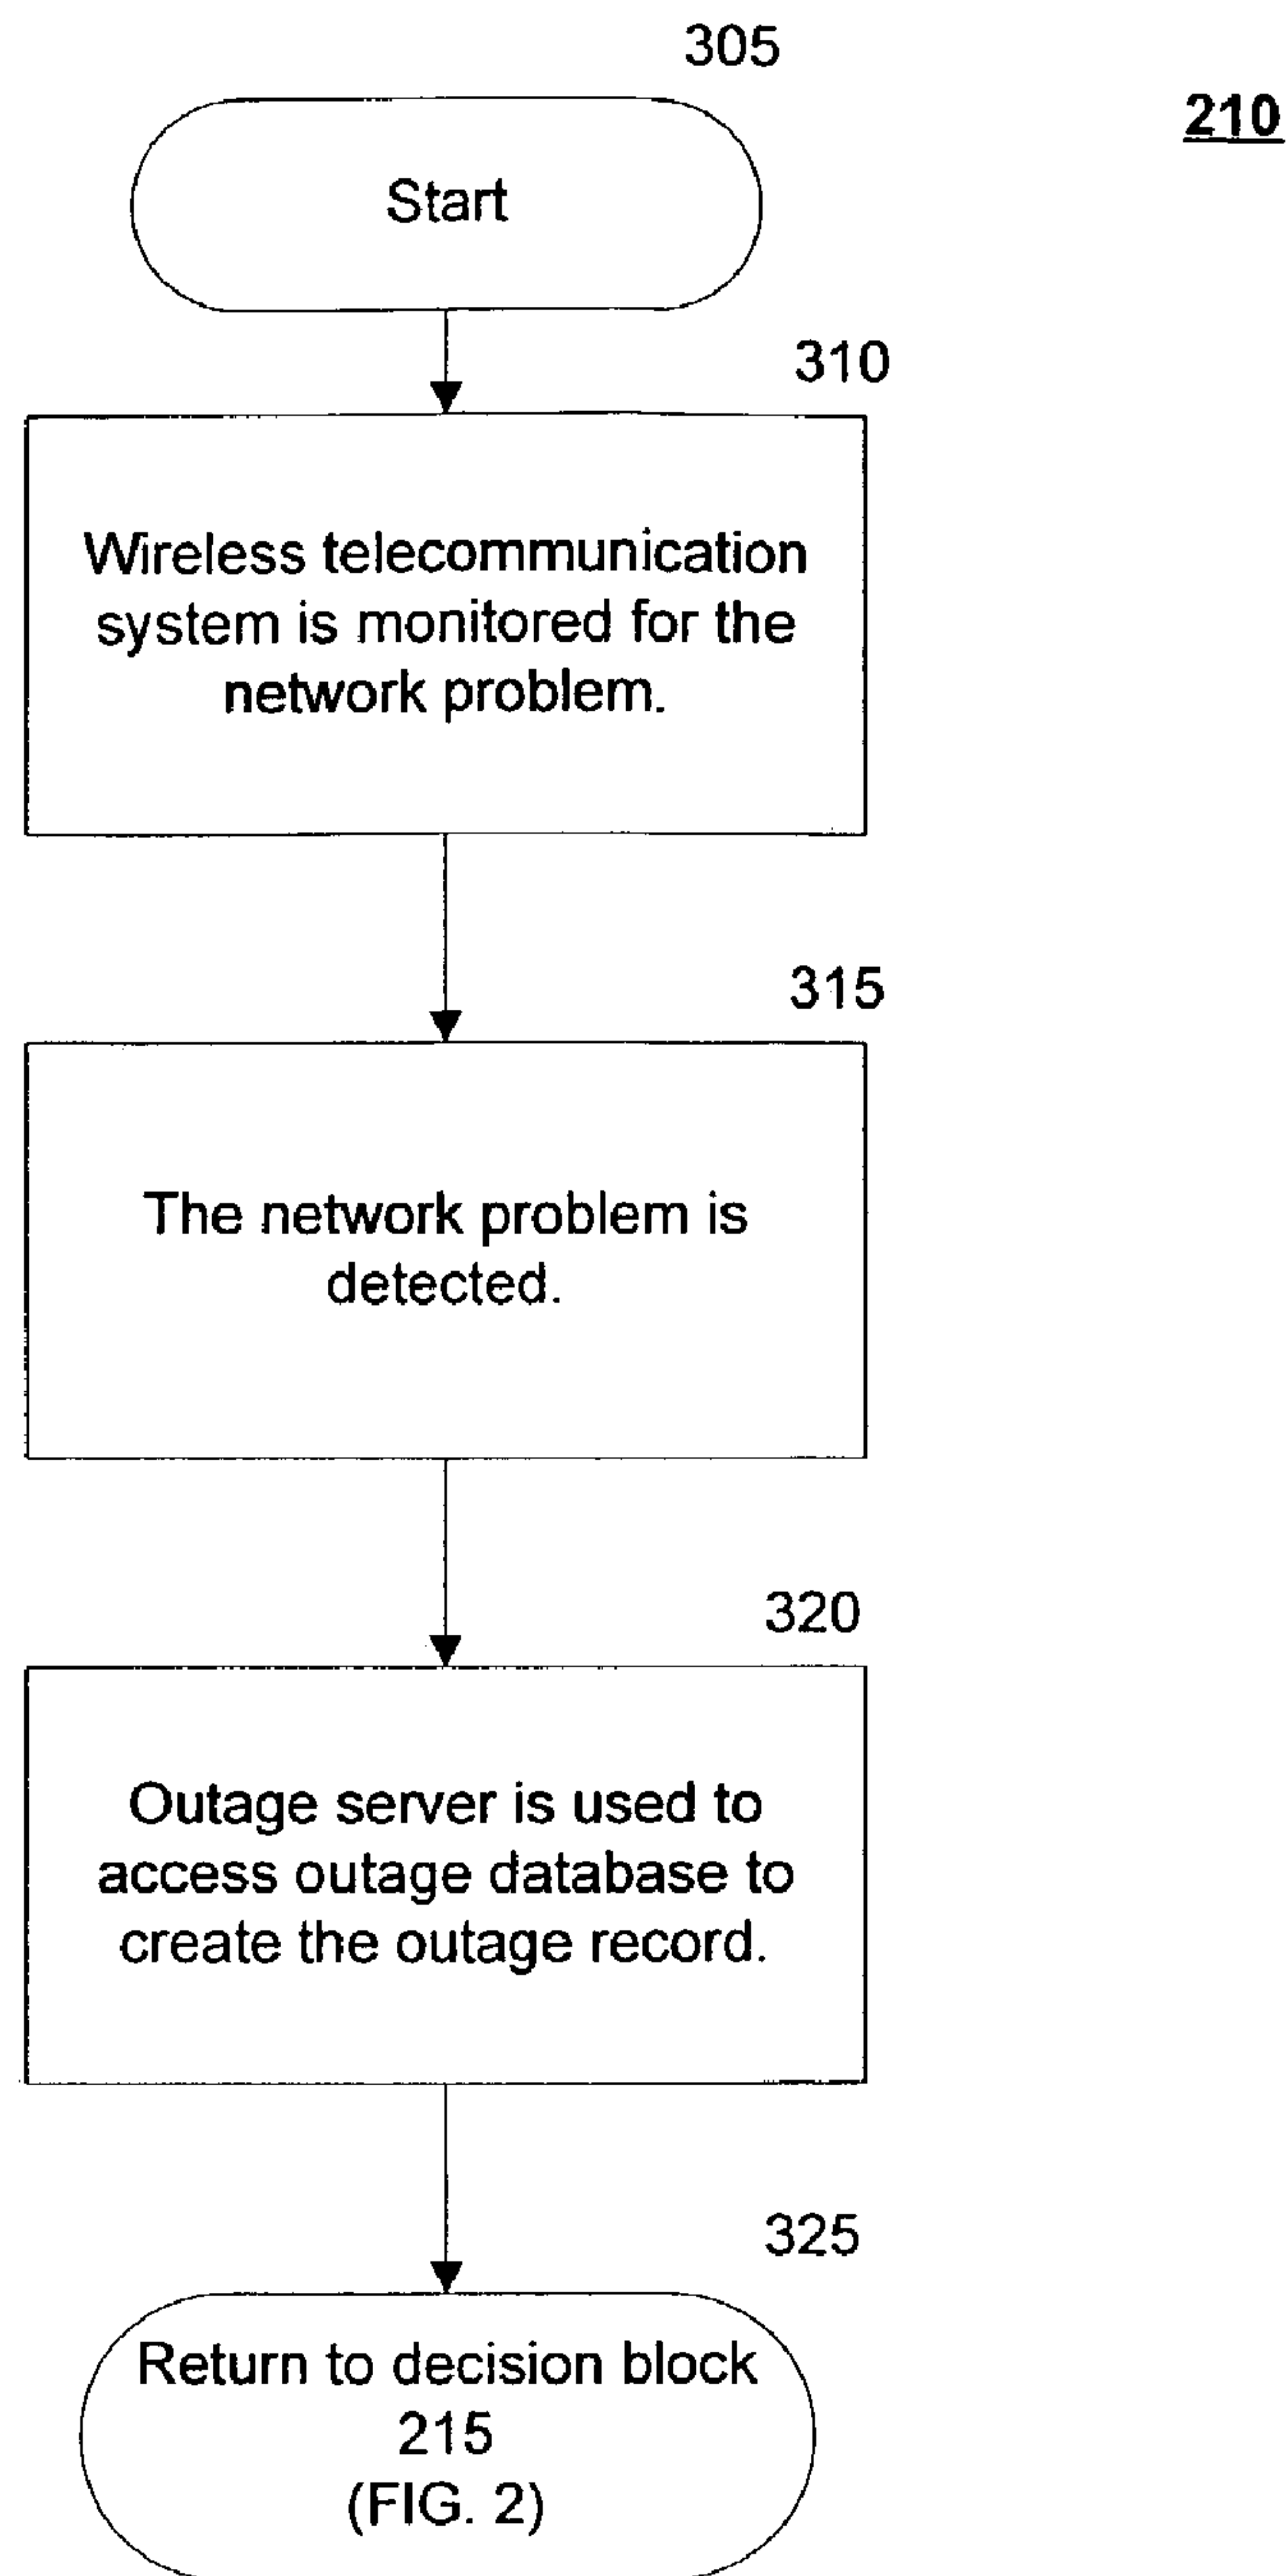 305
210
Start
310
Wireless telecommunication
system is monitored for the
network problem.
315
The network problem is
detected.
320
Outage server is used to
access outage database to
create the outage record.
325
Return to decision block
215
(FIG. 2)